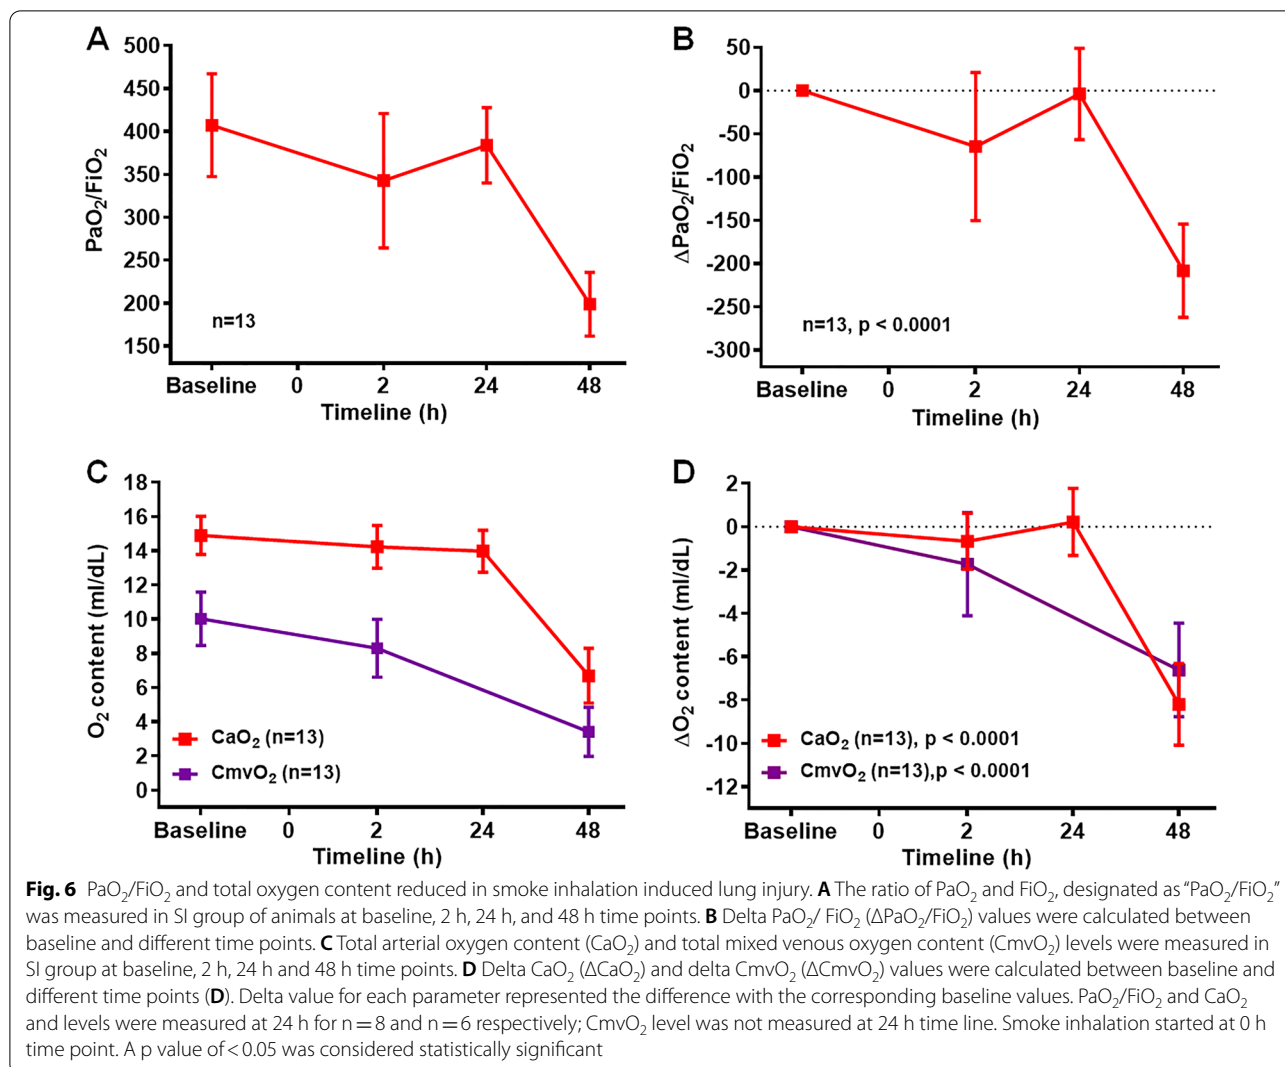 A
500
450
400
350
300
250
200
150
PaO2/FiO2
n=13
Baseline 0 2 24 48
Timeline (h)
B
50
0
-50
-100
-150
-200
-250
-300
ΔPaO2/FiO2
n=13, p < 0.0001
Baseline 0 2 24 48
Timeline (h)
C
18
16
14
12
10
8
6
4
2
0
O2 content (ml/dL)
CaO2 (n=13)
CmvO2 (n=13)
Baseline 0 2 24 48
Timeline (h)
D
2
0
-2
-4
-6
-8
-10
-12
ΔO2 content (ml/dL)
CaO2 (n=13), p < 0.0001
CmvO2 (n=13),p < 0.0001
Baseline 0 2 24 48
Timeline (h)
Fig. 6 PaO2/FiO2 and total oxygen content reduced in smoke inhalation induced lung injury. A The ratio of PaO2 and FiO2, designated as “PaO2/FiO2”
was measured in SI group of animals at baseline, 2 h, 24 h, and 48 h time points. B Delta PaO2/ FiO2 (ΔPaO2/FiO2) values were calculated between
baseline and different time points. C Total arterial oxygen content (CaO2) and total mixed venous oxygen content (CmvO2) levels were measured in
SI group at baseline, 2 h, 24 h and 48 h time points. D Delta CaO2 (ΔCaO2) and delta CmvO2 (ΔCmvO2) values were calculated between baseline and
different time points (D). Delta value for each parameter represented the difference with the corresponding baseline values. PaO2/FiO2 and CaO2
and levels were measured at 24 h for n = 8 and n = 6 respectively; CmvO2 level was not measured at 24 h time line. Smoke inhalation started at 0 h
time point. A p value of < 0.05 was considered statistically significant